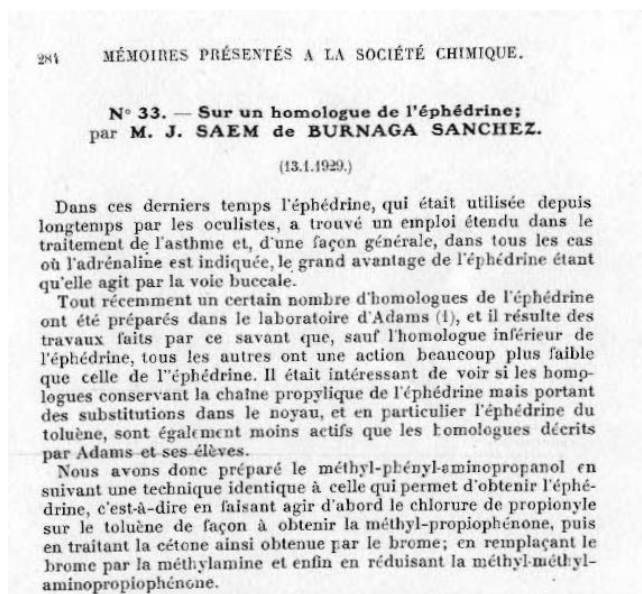 284 MÉMOIRES PRÉSENTÉS A LA SOCIÉTÉ CHIMIQUE.
N° 33. — Sur un homologue de l'éphédrine;
par M. J. SAEM de BURNAGA SANCHEZ.
(13.1.1929.)
Dans ces derniers temps l'éphédrine, qui était utilisée depuis
longtemps par les oculistes, a trouvé un emploi étendu dans le
traitement de l'asthme et, d'une façon générale, dans tous les cas
où l'adrénaline est indiquée, le grand avantage de l'éphédrine étant
qu'elle agit par la voie buccale.
Tout récemment un certain nombre d'homologues de l'éphédrine
ont été préparés dans le laboratoire d'Adams (1), et il résulte des
travaux faits par ce savant que, sauf l'homologue inférieur de
l'éphédrine, tous les autres ont une action beaucoup plus faible
que celle de l''éphédrine. Il était intéressant de voir si les homo-
logues conservant la chaîne propylique de l'éphédrine mais portant
des substitutions dans le noyau, et en particulier l'éphédrine du
toluène, sont également moins actifs que les homologues décrits
par Adams et ses élèves.
Nous avons donc préparé le méthyl-phényl-aminopropanol en
suivant une technique identique à celle qui permet d'obtenir l'éphé-
drine, c'est-à-dire en faisant agir d'abord le chlorure de propionyle
sur le toluène de façon à obtenir la méthyl-propiophénone, puis
en traitant la cétone ainsi obtenue par le brome; en remplaçant le
brome par la méthylamine et enfin en réduisant la méthyl-méthyl-
aminopropiophénone.